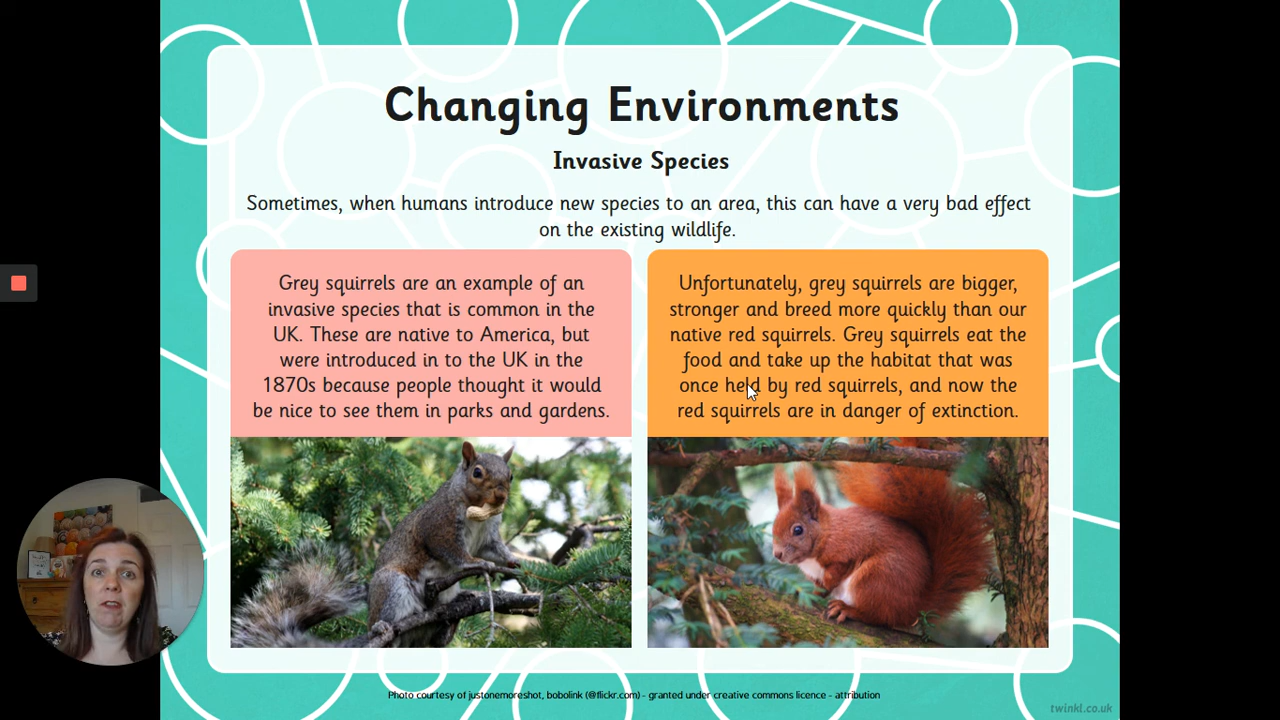 Changing Environments
Invasive Species
Sometimes, when humans introduce new species to an area, this can have a very bad effect
on the existing wildlife.
Grey squirrels are an example of an
invasive species that is common in the
UK. These are native to America, but
were introduced in to the UK in the
1870s because people thought it would
be nice to see them in parks and gardens.
Unfortunately, grey squirrels are bigger,
stronger and breed more quickly than our
native red squirrels. Grey squirrels eat the
food and take up the habitat that was
once held by red squirrels, and now the
red squirrels are in danger of extinction.
Photo courtesy of justonemoreshot, bobolink (@flickr.com) - granted under creative commons licence - attribution
twinkl.co.uk